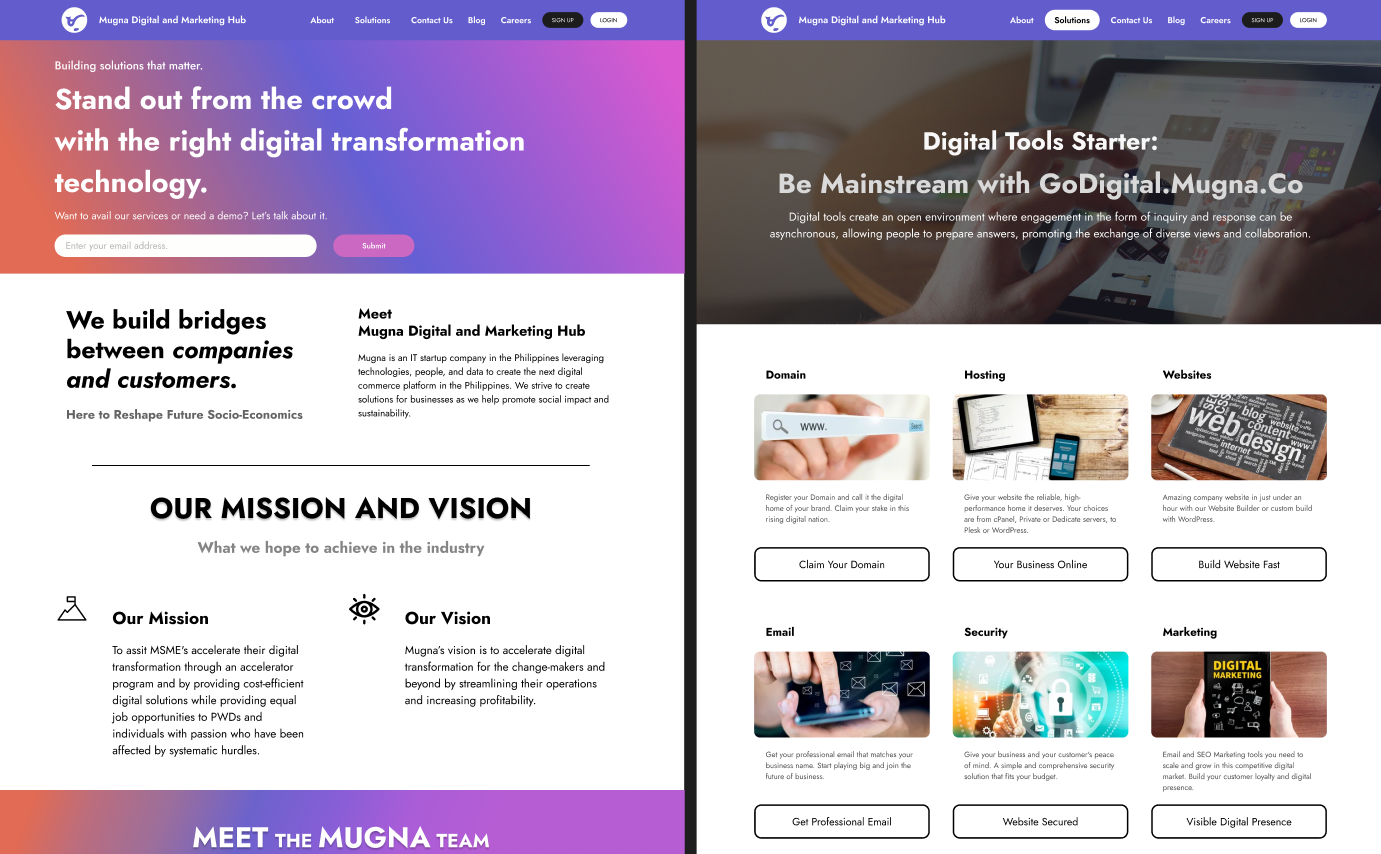 Mugna Digital and Marketing Hub
About Solutions Contact Us Blog Careers SIGN UP LOGIN
Building solutions that matter.
Stand out from the crowd
with the right digital transformation
technology.
Want to avail our services or need a demo? Let's talk about it.
Enter your email address. Submit
We build bridges
between companies
and customers.
Here to Reshape Future Socio-Economics
Meet
Mugna Digital and Marketing Hub
Mugna is an IT startup company in the Philippines leveraging
technologies, people, and data to create the next digital
commerce platform in the Philippines. We strive to create
solutions for businesses as we help promote social impact and
sustainability.
OUR MISSION AND VISION
What we hope to achieve in the industry
Our Mission
To assit MSME's accelerate their digital
transformation through an accelerator
program and by providing cost-efficient
digital solutions while providing equal
job opportunities to PWDs and
individuals with passion who have been
affected by systematic hurdles.
Our Vision
Mugna's vision is to accelerate digital
transformation for the change-makers and
beyond by streamlining their operations
and increasing profitability.
MEET THE MUGNA TEAM
Mugna Digital and Marketing Hub
About Solutions Contact Us Blog Careers SIGN UP LOGIN
Digital Tools Starter:
Be Mainstream with GoDigital.Mugna.Co
Digital tools create an open environment where engagement in the form of inquiry and response can be
asynchronous, allowing people to prepare answers, promoting the exchange of diverse views and collaboration.
Domain
www.
Search
Register your Domain and call it the digital
home of your brand. Claim your stake in this
rising digital nation.
Claim Your Domain
Hosting
Give your website the reliable, high-
performance home it deserves. Your choices
are from cPanel, Private or Dedicate servers, to
Plesk or WordPress.
Your Business Online
Websites
SEO
blog
website
web
content
design
www
internet
Amazing company website in just under an
hour with our Website Builder or custom build
with WordPress.
Build Website Fast
Email
Get your professional email that matches your
business name. Start playing big and join the
future of business.
Get Professional Email
Security
Give your business and your customer's peace
of mind. A simple and comprehensive security
solution that fits your budget.
Website Secured
Marketing
DIGITAL
MARKETING
Email and SEO Marketing tools you need to
scale and grow in this competitive digital
market. Build your customer loyalty and digital
presence.
Visible Digital Presence